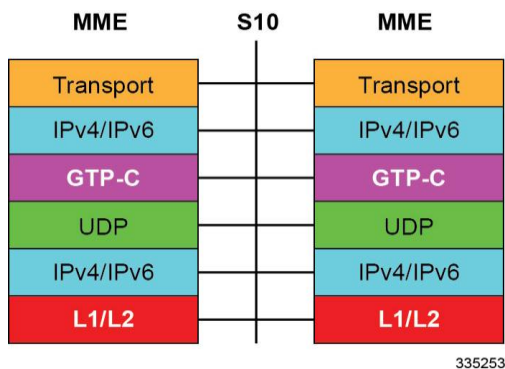 MME S10 MME
Transport Transport
IPv4/IPv6 IPv4/IPv6
GTP-C GTP-C
UDP UDP
IPv4/IPv6 IPv4/IPv6
L1/L2 L1/L2
335253